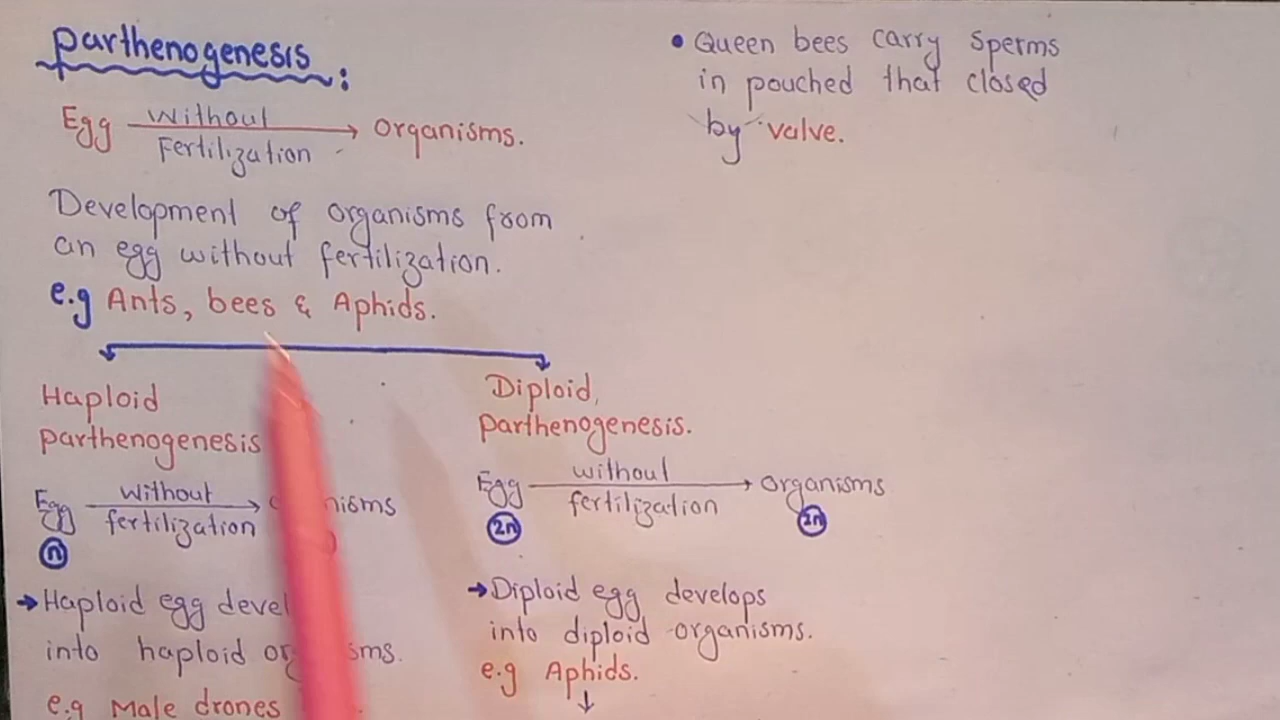 parthenogenesis:
Egg without fertilization → organisms.
Development of organisms from
an egg without fertilization.
e.g Ants, bees & Aphids.
Haploid
parthenogenesis
Egg without fertilization →
n
→ Haploid egg
into haploid
e.g Male drones
Diploid
parthenogenesis.
Egg without fertilization → organisms
2n 2n
→ Diploid egg develops
into diploid organisms.
e.g Aphids.
↓
• Queen bees carry sperms
in pouched that closed
by valve.